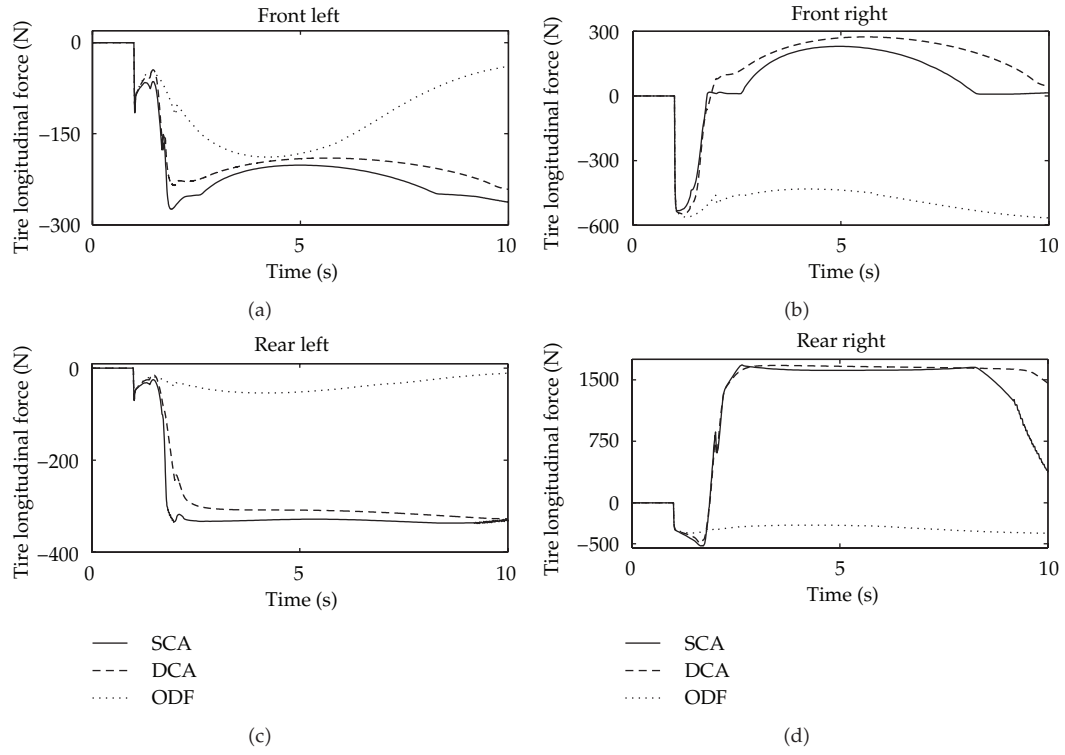 Front left
Tire longitudinal force (N)
0
−150
−300
0
5
10
Time (s)
(a)
Front right
Tire longitudinal force (N)
300
0
−300
−600
0
5
10
Time (s)
(b)
Rear left
Tire longitudinal force (N)
0
−200
−400
0
5
10
Time (s)
SCA
DCA
ODF
(c)
Rear right
Tire longitudinal force (N)
1500
750
0
−500
0
5
10
Time (s)
SCA
DCA
ODF
(d)